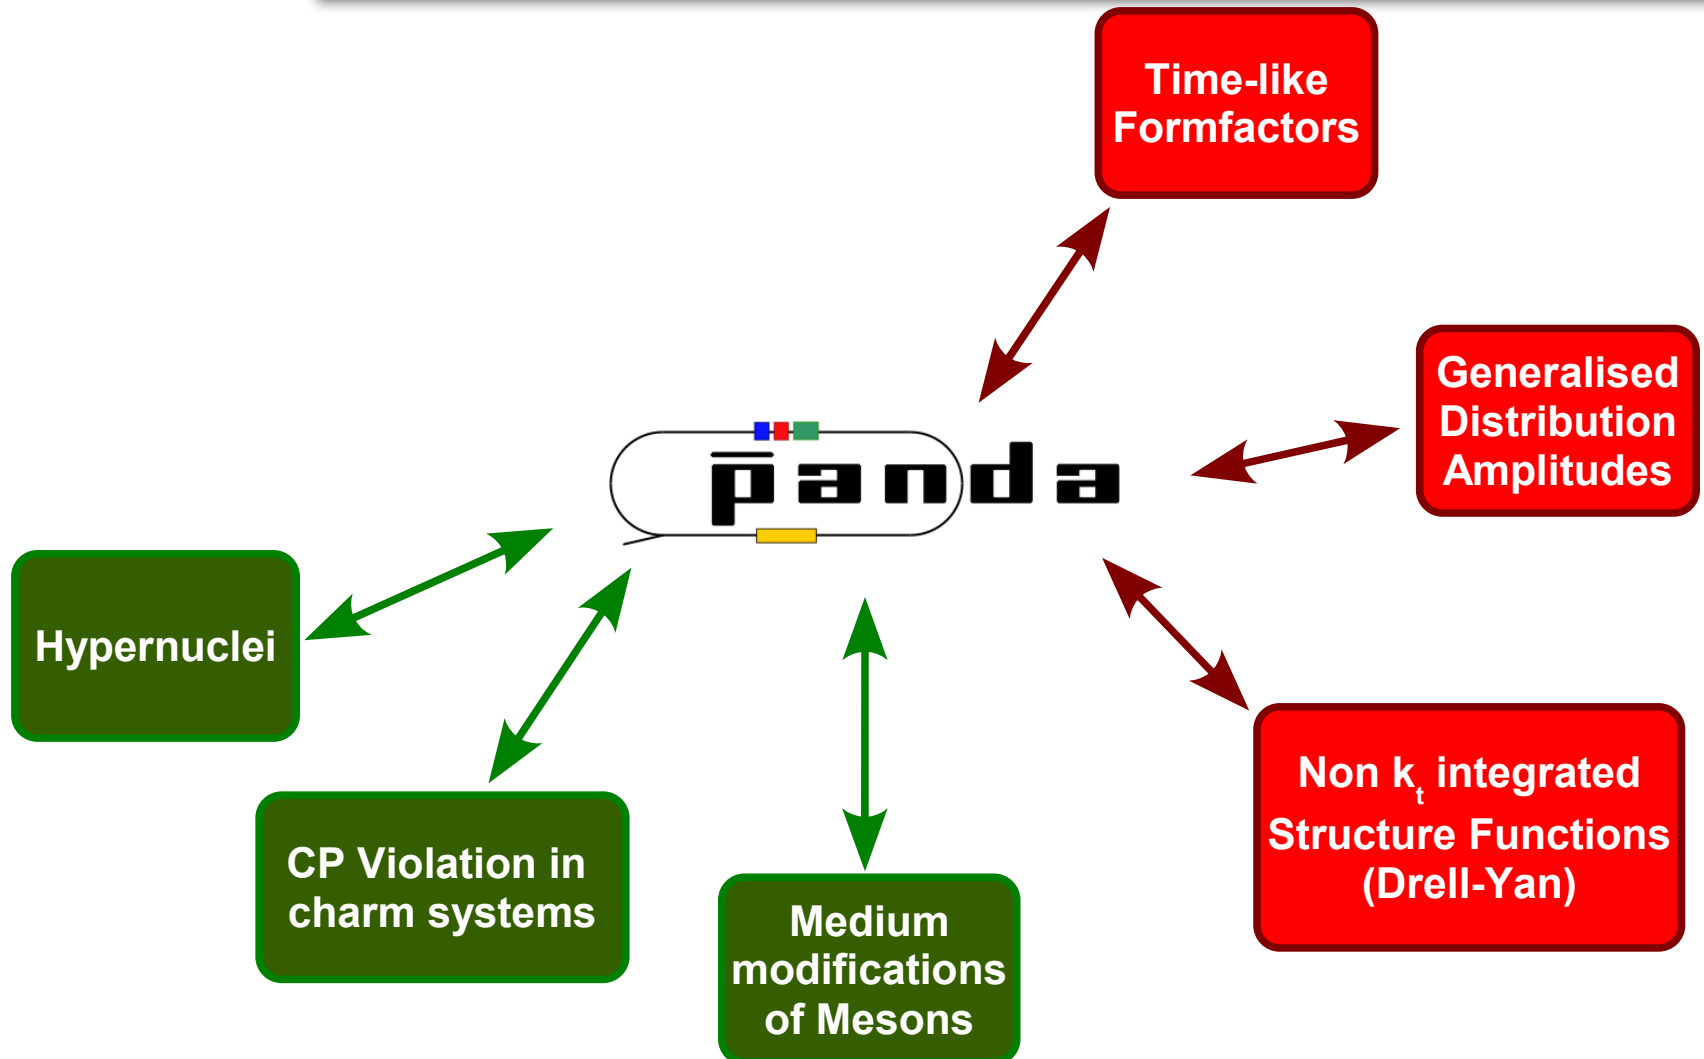 Time-like
Formfactors
Generalised
Distribution
Amplitudes
p̅anda
Hypernuclei
Non kₜ integrated
Structure Functions
(Drell-Yan)
CP Violation in
charm systems
Medium
modifications
of Mesons